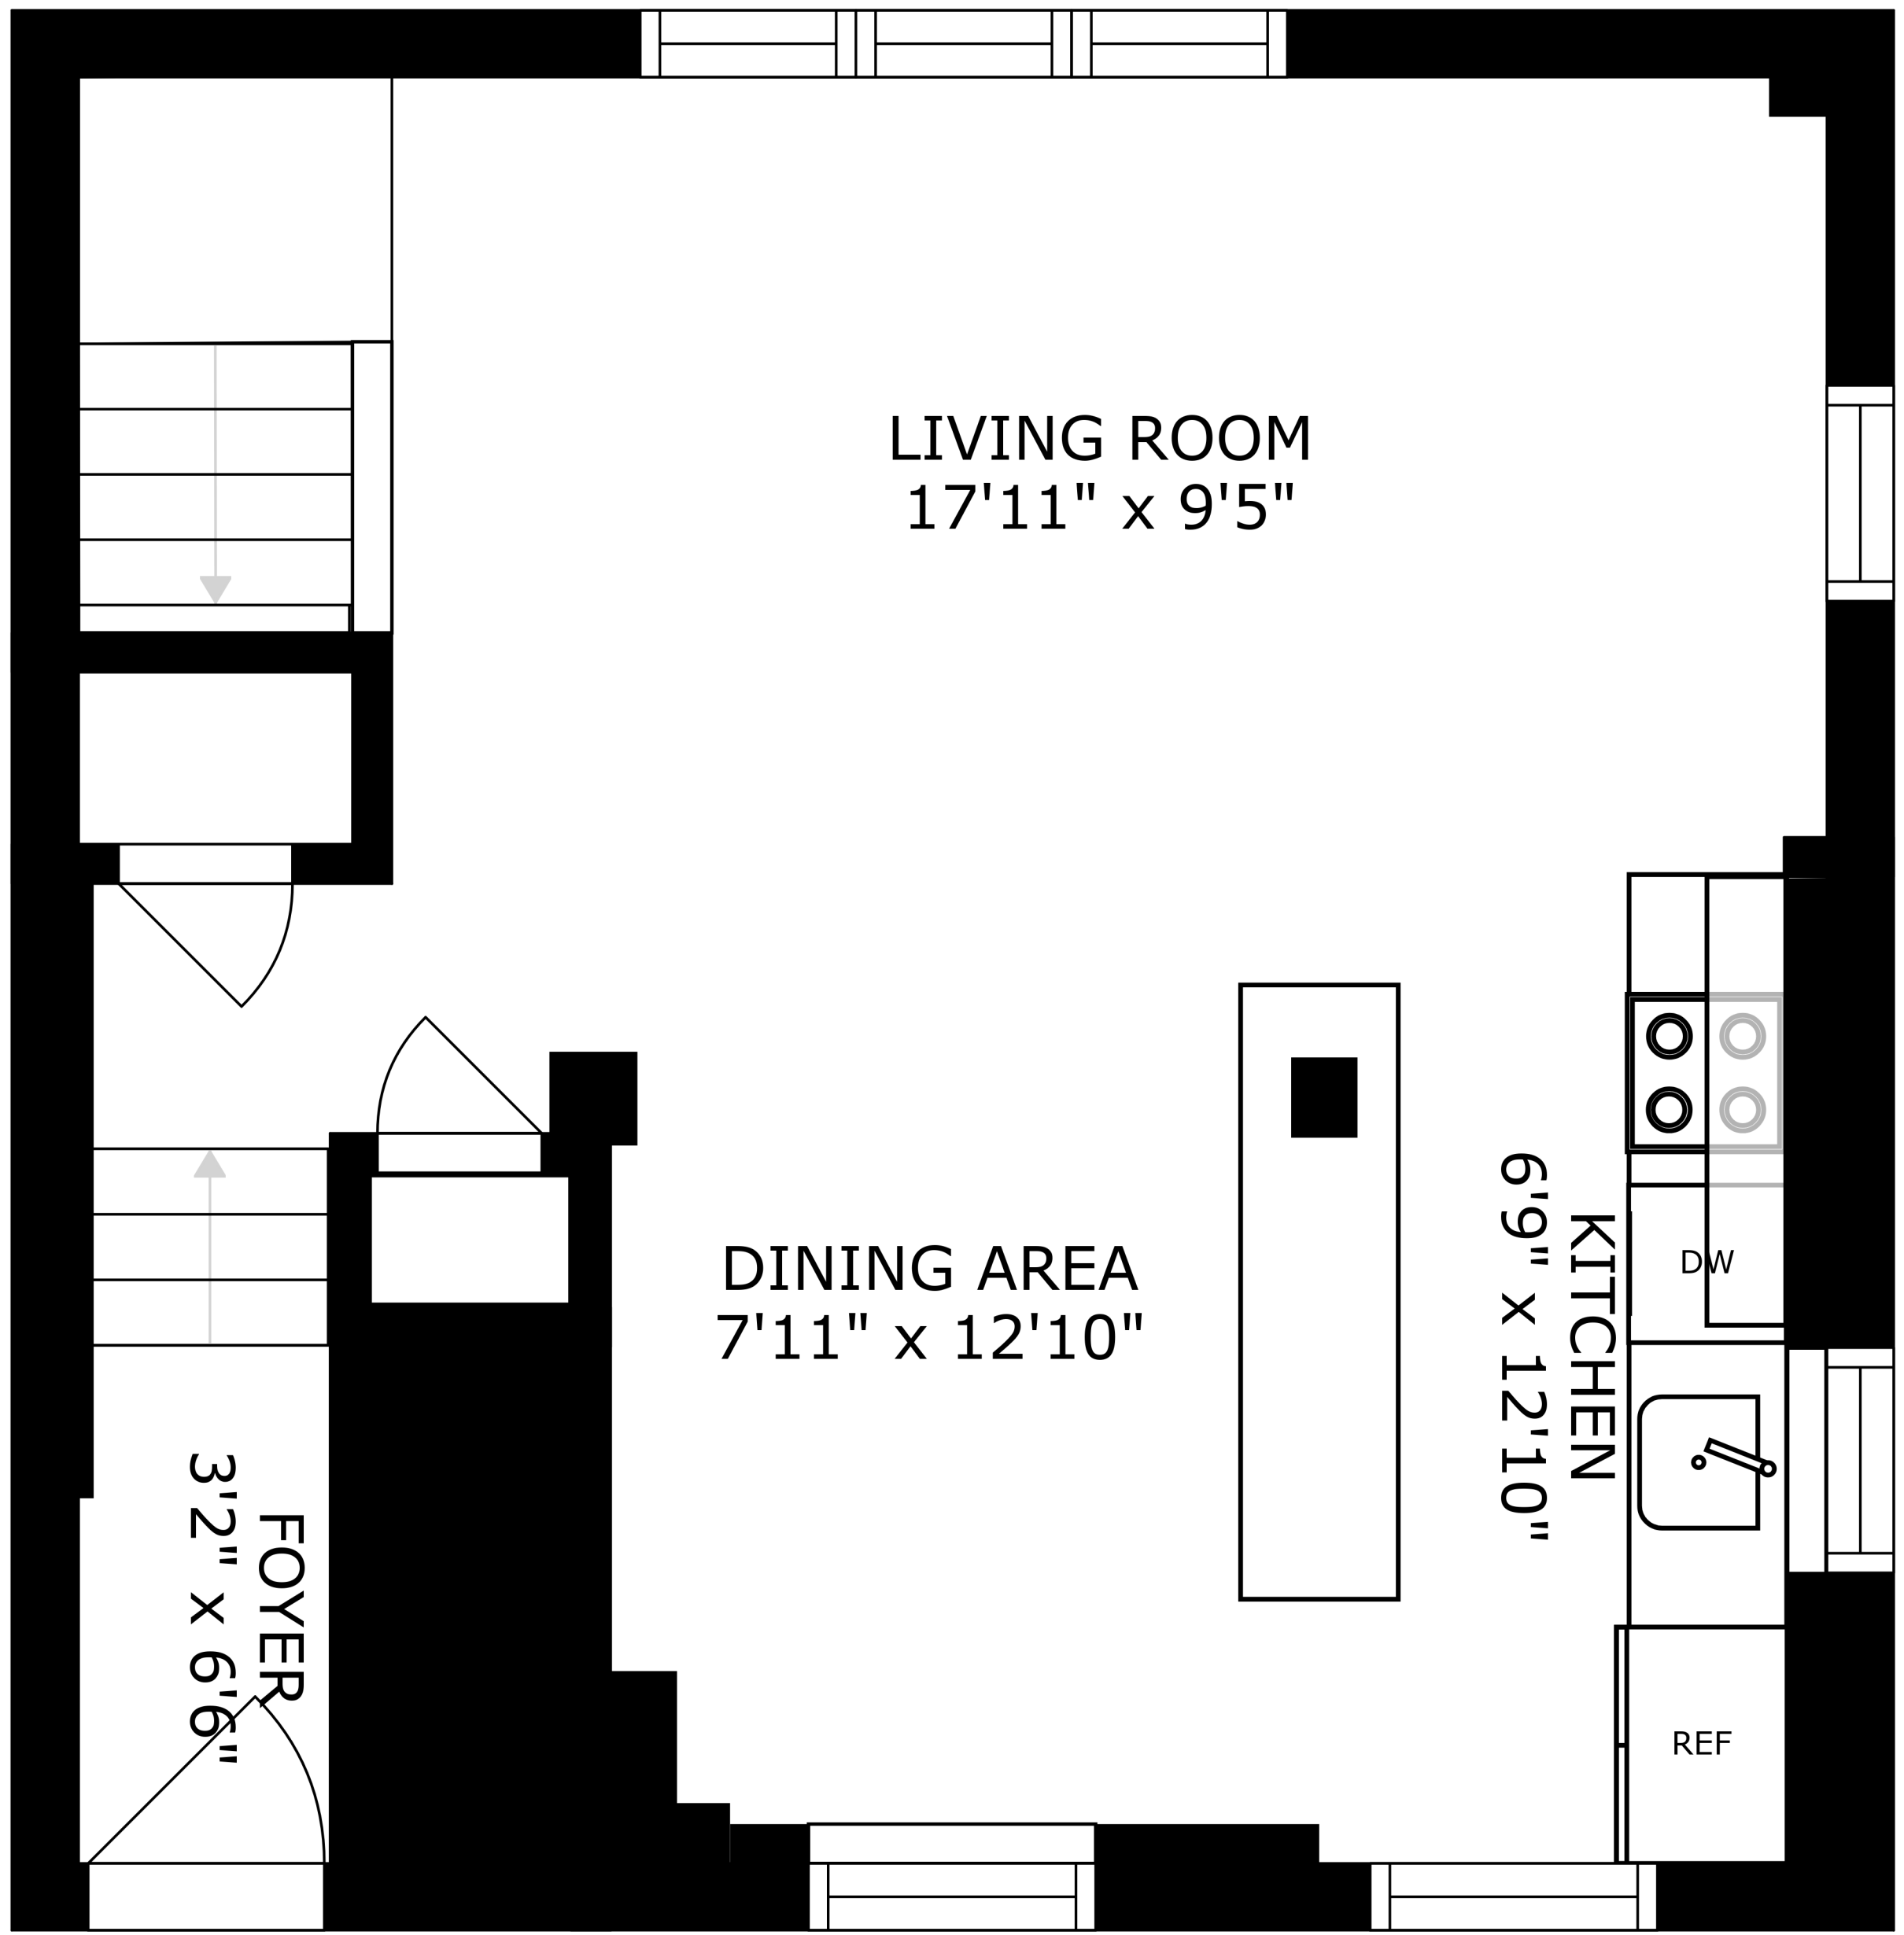 LIVING ROOM
17'11" x 9'5"
DINING AREA
7'11" x 12'10"
KITCHEN
6'9" x 12'10"
DW
REF
FOYER
3'2" x 6'6"